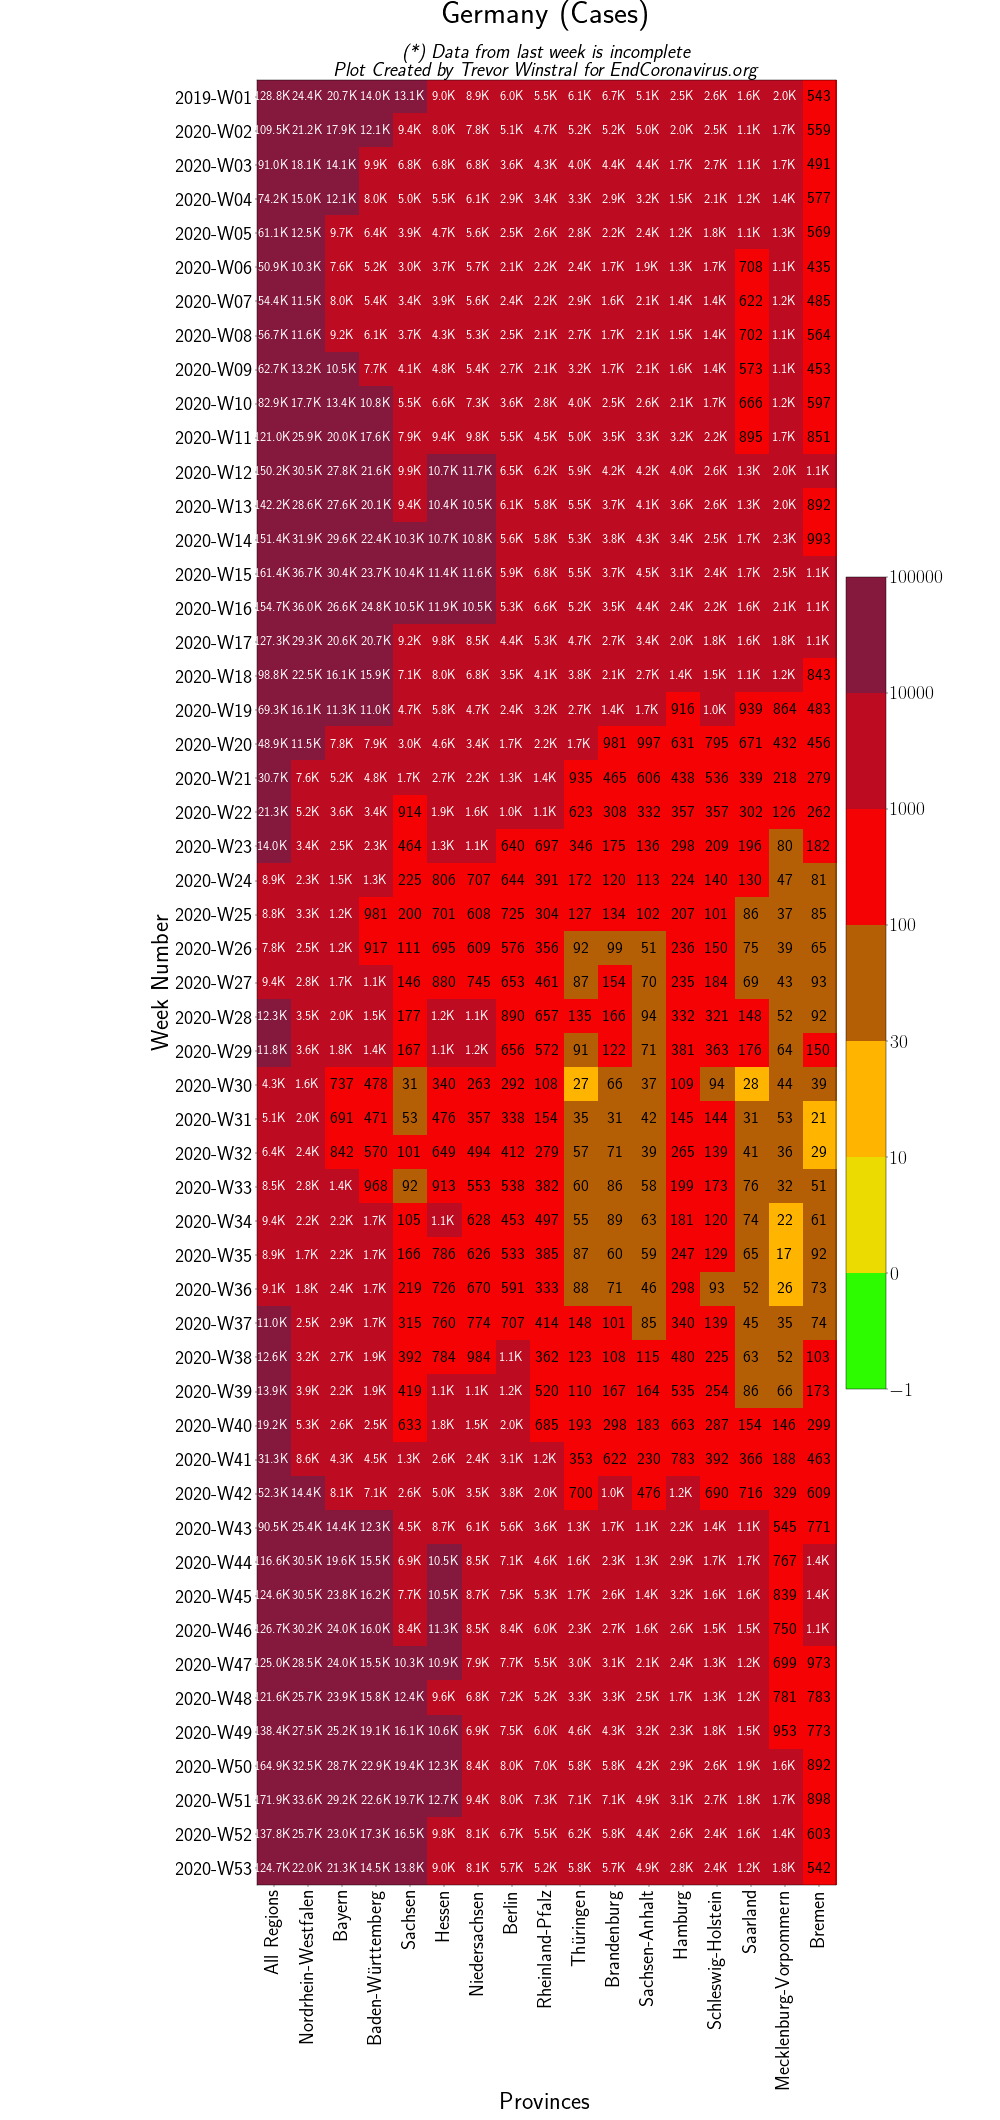 Germany (Cases)
(*) Data from last week is incomplete
Plot Created by Trevor Winstral for EndCoronavirus.org
2019-W01 128.8K 24.4K 20.7K 14.0K 13.1K 9.0K 8.9K 6.0K 5.5K 6.1K 6.7K 5.1K 2.5K 2.6K 1.6K 2.0K 543
2020-W02 109.5K 21.2K 17.9K 12.1K 9.4K 8.0K 7.8K 5.1K 4.7K 5.2K 5.2K 5.0K 2.0K 2.5K 1.1K 1.7K 559
2020-W03 91.0K 18.1K 14.1K 9.9K 6.8K 6.8K 6.8K 3.6K 4.3K 4.0K 4.4K 4.4K 1.7K 2.7K 1.1K 1.7K 491
2020-W04 74.2K 15.0K 12.1K 8.0K 5.0K 5.5K 6.1K 2.9K 3.4K 3.3K 2.9K 3.2K 1.5K 2.1K 1.2K 1.4K 577
2020-W05 61.1K 12.5K 9.7K 6.4K 3.9K 4.7K 5.6K 2.5K 2.6K 2.8K 2.2K 2.4K 1.2K 1.8K 1.1K 1.3K 569
2020-W06 50.9K 10.3K 7.6K 5.2K 3.0K 3.7K 5.7K 2.1K 2.2K 2.4K 1.7K 1.9K 1.3K 1.7K 708 1.1K 435
2020-W07 54.4K 11.5K 8.0K 5.4K 3.4K 3.9K 5.6K 2.4K 2.2K 2.9K 1.6K 2.1K 1.4K 1.4K 622 1.2K 485
2020-W08 56.7K 11.6K 9.2K 6.1K 3.7K 4.3K 5.3K 2.5K 2.1K 2.7K 1.7K 2.1K 1.5K 1.4K 702 1.1K 564
2020-W09 62.7K 13.2K 10.5K 7.7K 4.1K 4.8K 5.4K 2.7K 2.1K 3.2K 1.7K 2.1K 1.6K 1.4K 573 1.1K 453
2020-W10 82.9K 17.7K 13.4K 10.8K 5.5K 6.6K 7.3K 3.6K 2.8K 4.0K 2.5K 2.6K 2.1K 1.7K 666 1.2K 597
2020-W11 121.0K 25.9K 20.0K 17.6K 7.9K 9.4K 9.8K 5.5K 4.5K 5.0K 3.5K 3.3K 3.2K 2.2K 895 1.7K 851
2020-W12 150.2K 30.5K 27.8K 21.6K 9.9K 10.7K 11.7K 6.5K 6.2K 5.9K 4.2K 4.2K 4.0K 2.6K 1.3K 2.0K 1.1K
2020-W13 142.2K 28.6K 27.6K 20.1K 9.4K 10.4K 10.5K 6.1K 5.8K 5.5K 3.7K 4.1K 3.6K 2.6K 1.3K 2.0K 892
2020-W14 151.4K 31.9K 29.6K 22.4K 10.3K 10.7K 10.8K 5.6K 5.8K 5.3K 3.8K 4.3K 3.4K 2.5K 1.7K 2.3K 993
2020-W15 161.4K 36.7K 30.4K 23.7K 10.4K 11.4K 11.6K 5.9K 6.8K 5.5K 3.7K 4.5K 3.1K 2.4K 1.7K 2.5K 1.1K
2020-W16 154.7K 36.0K 26.6K 24.8K 10.5K 11.9K 10.5K 5.3K 6.6K 5.2K 3.5K 4.4K 2.4K 2.2K 1.6K 2.1K 1.1K
2020-W17 127.3K 29.3K 20.6K 20.7K 9.2K 9.8K 8.5K 4.4K 5.3K 4.7K 2.7K 3.4K 2.0K 1.8K 1.6K 1.8K 1.1K
2020-W18 98.8K 22.5K 16.1K 15.9K 7.1K 8.0K 6.8K 3.5K 4.1K 3.8K 2.1K 2.7K 1.4K 1.5K 1.1K 1.2K 843
2020-W19 69.3K 16.1K 11.3K 11.0K 4.7K 5.8K 4.7K 2.4K 3.2K 2.7K 1.4K 1.7K 916 1.0K 939 864 483
2020-W20 48.9K 11.5K 7.8K 7.9K 3.0K 4.6K 3.4K 1.7K 2.2K 1.7K 981 997 631 795 671 432 456
2020-W21 30.7K 7.6K 5.2K 4.8K 1.7K 2.7K 2.2K 1.3K 1.4K 935 465 606 438 536 339 218 279
2020-W22 21.3K 5.2K 3.6K 3.4K 914 1.9K 1.6K 1.0K 1.1K 623 308 332 357 357 302 126 262
2020-W23 14.0K 3.4K 2.5K 2.3K 464 1.3K 1.1K 640 697 346 175 136 298 209 196 80 182
2020-W24 8.9K 2.3K 1.5K 1.3K 225 806 707 644 391 172 120 113 224 140 130 47 81
2020-W25 8.8K 3.3K 1.2K 981 200 701 608 725 304 127 134 102 207 101 86 37 85
2020-W26 7.8K 2.5K 1.2K 917 111 695 609 576 356 92 99 51 236 150 75 39 65
2020-W27 9.4K 2.8K 1.7K 1.1K 146 880 745 653 461 87 154 70 235 184 69 43 93
2020-W28 12.3K 3.5K 2.0K 1.5K 177 1.2K 1.1K 890 657 135 166 94 332 321 148 52 92
2020-W29 11.8K 3.6K 1.8K 1.4K 167 1.1K 1.2K 656 572 91 122 71 381 363 176 64 150
2020-W30 4.3K 1.6K 737 478 31 340 263 292 108 27 66 37 109 94 28 44 39
2020-W31 5.1K 2.0K 691 471 53 476 357 338 154 35 31 42 145 144 31 53 21
2020-W32 6.4K 2.4K 842 570 101 649 494 412 279 57 71 39 265 139 41 36 29
2020-W33 8.5K 2.8K 1.4K 968 92 913 553 538 382 60 86 58 199 173 76 32 51
2020-W34 9.4K 2.2K 2.2K 1.7K 105 1.1K 628 453 497 55 89 63 181 120 74 22 61
2020-W35 8.9K 1.7K 2.2K 1.7K 166 786 626 533 385 87 60 59 247 129 65 17 92
2020-W36 9.1K 1.8K 2.4K 1.7K 219 726 670 591 333 88 71 46 298 93 52 26 73
2020-W37 11.0K 2.5K 2.9K 1.7K 315 760 774 707 414 148 101 85 340 139 45 35 74
2020-W38 12.6K 3.2K 2.7K 1.9K 392 784 984 1.1K 362 123 108 115 480 225 63 52 103
2020-W39 13.9K 3.9K 2.2K 1.9K 419 1.1K 1.1K 1.2K 520 110 167 164 535 254 86 66 173
2020-W40 19.2K 5.3K 2.6K 2.5K 633 1.8K 1.5K 2.0K 685 193 298 183 663 287 154 146 299
2020-W41 31.3K 8.6K 4.3K 4.5K 1.3K 2.6K 2.4K 3.1K 1.2K 353 622 230 783 392 366 188 463
2020-W42 52.3K 14.4K 8.1K 7.1K 2.6K 5.0K 3.5K 3.8K 2.0K 700 1.0K 476 1.2K 690 716 329 609
2020-W43 90.5K 25.4K 14.4K 12.3K 4.5K 8.7K 6.1K 5.6K 3.6K 1.3K 1.7K 1.1K 2.2K 1.4K 1.1K 545 771
2020-W44 116.6K 30.5K 19.6K 15.5K 6.9K 10.5K 8.5K 7.1K 4.6K 1.6K 2.3K 1.3K 2.9K 1.7K 1.7K 767 1.4K
2020-W45 124.6K 30.5K 23.8K 16.2K 7.7K 10.5K 8.7K 7.5K 5.3K 1.7K 2.6K 1.4K 3.2K 1.6K 1.6K 839 1.4K
2020-W46 126.7K 30.2K 24.0K 16.0K 8.4K 11.3K 8.5K 8.4K 6.0K 2.3K 2.7K 1.6K 2.6K 1.5K 1.5K 750 1.1K
2020-W47 125.0K 28.5K 24.0K 15.5K 10.3K 10.9K 7.9K 7.7K 5.5K 3.0K 3.1K 2.1K 2.4K 1.3K 1.2K 699 973
2020-W48 121.6K 25.7K 23.9K 15.8K 12.4K 9.6K 6.8K 7.2K 5.2K 3.3K 3.3K 2.5K 1.7K 1.3K 1.2K 781 783
2020-W49 138.4K 27.5K 25.2K 19.1K 16.1K 10.6K 6.9K 7.5K 6.0K 4.6K 4.3K 3.2K 2.3K 1.8K 1.5K 953 773
2020-W50 164.9K 32.5K 28.7K 22.9K 19.4K 12.3K 8.4K 8.0K 7.0K 5.8K 5.8K 4.2K 2.9K 2.6K 1.9K 1.6K 892
2020-W51 171.9K 33.6K 29.2K 22.6K 19.7K 12.7K 9.4K 8.0K 7.3K 7.1K 7.1K 4.9K 3.1K 2.7K 1.8K 1.7K 898
2020-W52 137.8K 25.7K 23.0K 17.3K 16.5K 9.8K 8.1K 6.7K 5.5K 6.2K 5.8K 4.4K 2.6K 2.4K 1.6K 1.4K 603
2020-W53 124.7K 22.0K 21.3K 14.5K 13.8K 9.0K 8.1K 5.7K 5.2K 5.8K 5.7K 4.9K 2.8K 2.4K 1.2K 1.8K 542
Week Number
All Regions
Nordrhein-Westfalen
Bayern
Baden-Württemberg
Sachsen
Hessen
Niedersachsen
Berlin
Rheinland-Pfalz
Thüringen
Brandenburg
Sachsen-Anhalt
Hamburg
Schleswig-Holstein
Saarland
Mecklenburg-Vorpommern
Bremen
Provinces
100000
10000
1000
100
30
10
0
−1